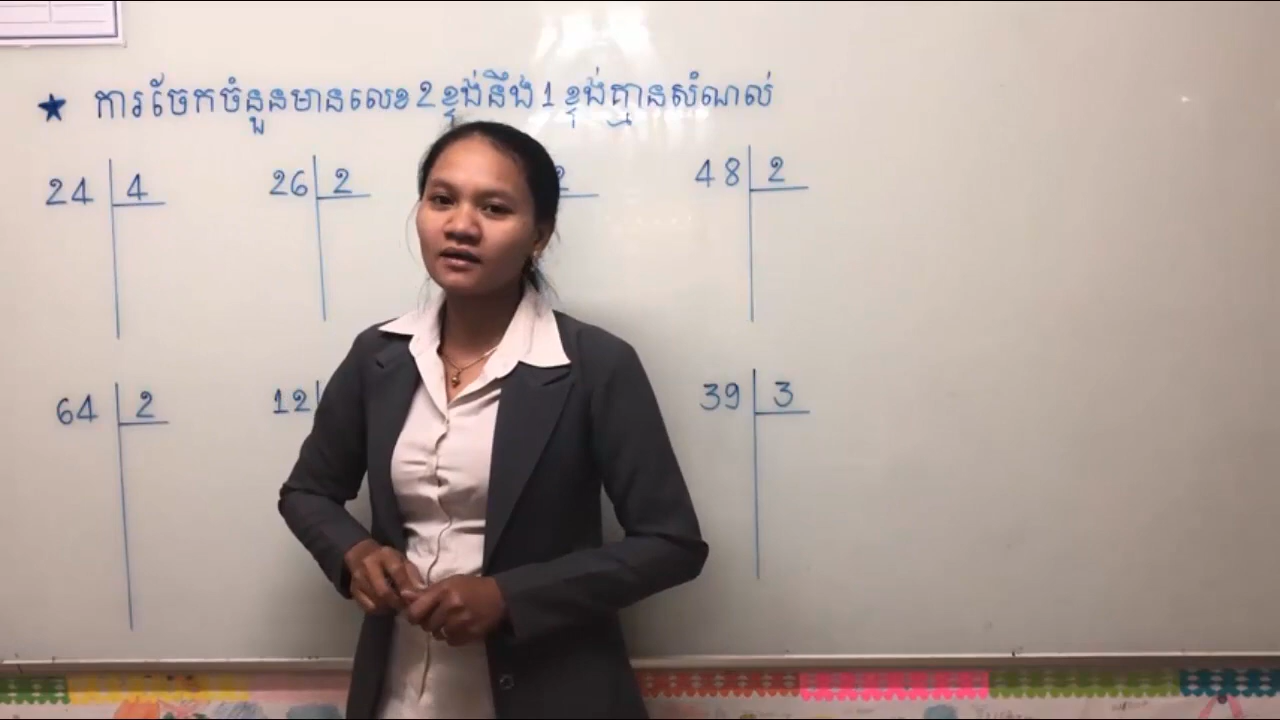 ★ ការចែកចំនួនមានលេខ 2 ខ្ទង់នឹង 1 ខ្ទង់គ្មានសំណល់
24 4 26 2 2 48 2
64 2 12 39 3